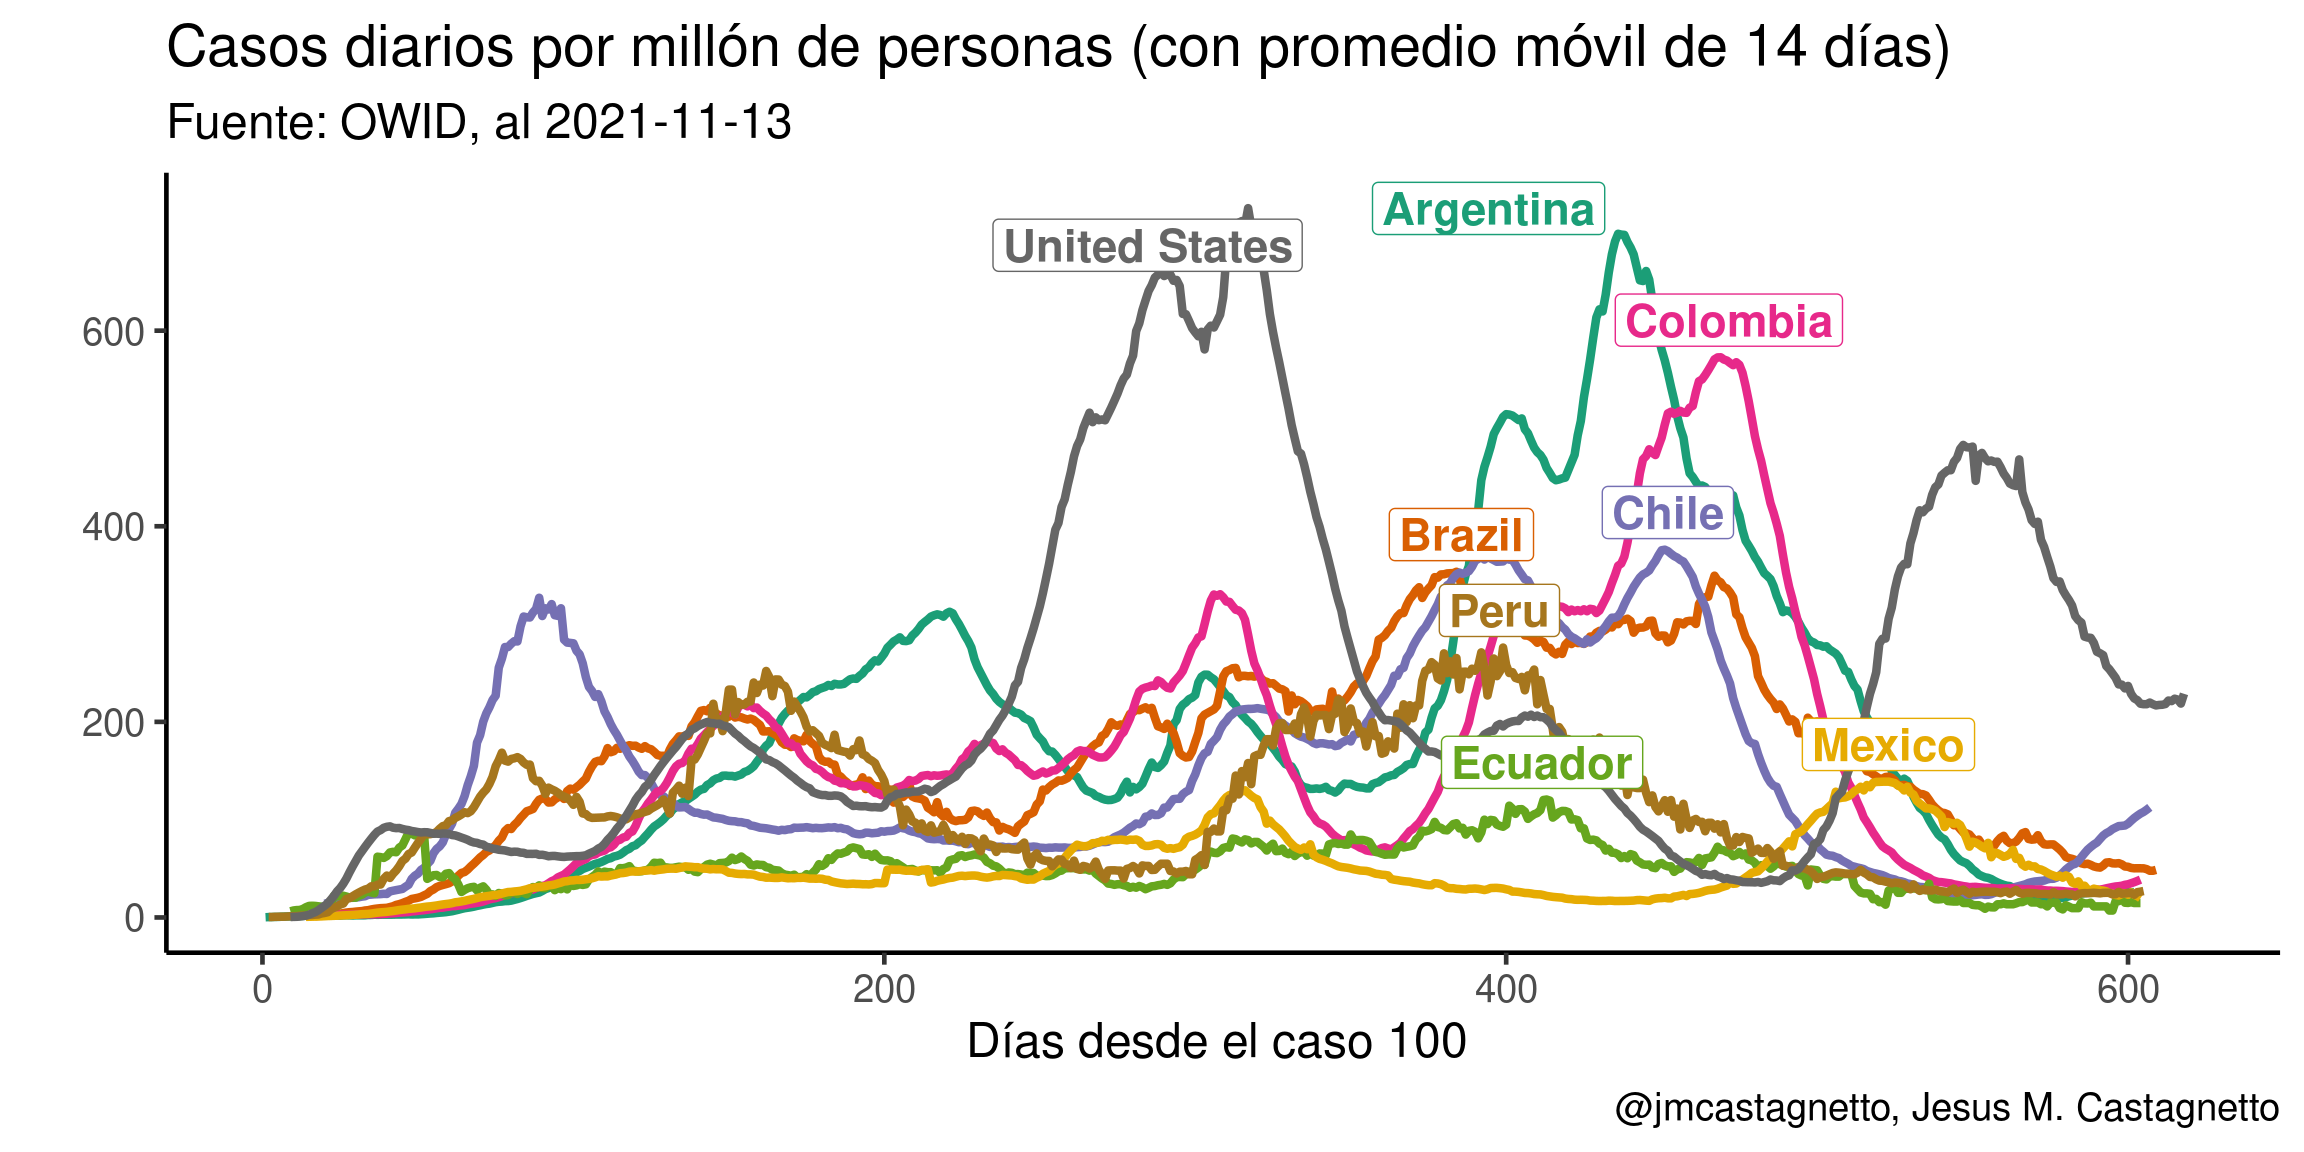 Casos diarios por millón de personas (con promedio móvil de 14 días)
Fuente: OWID, al 2021-11-13
Argentina
United States
Colombia
600
Chile
400
Brazil
Peru
Mexico
200
Ecuador
0
0 200 400 600
Días desde el caso 100
@jmcastagnetto, Jesus M. Castagnetto